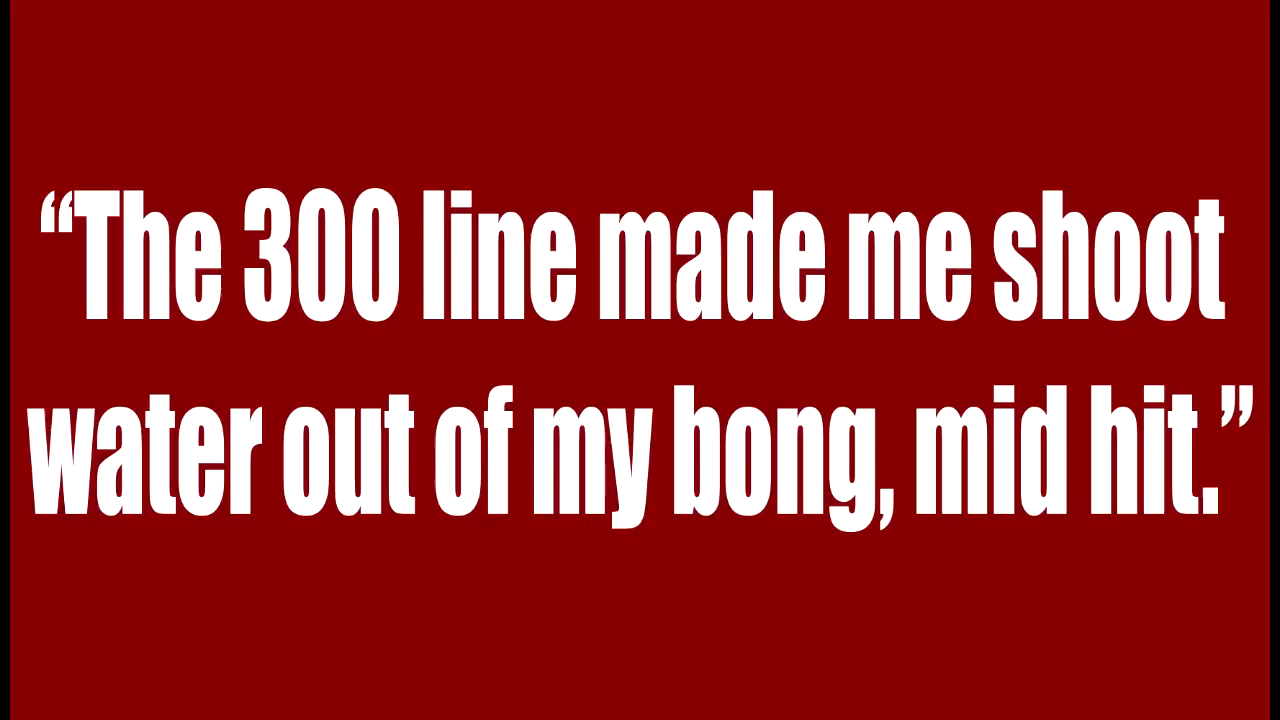 “The 300 line made me shoot
water out of my bong, mid hit.”